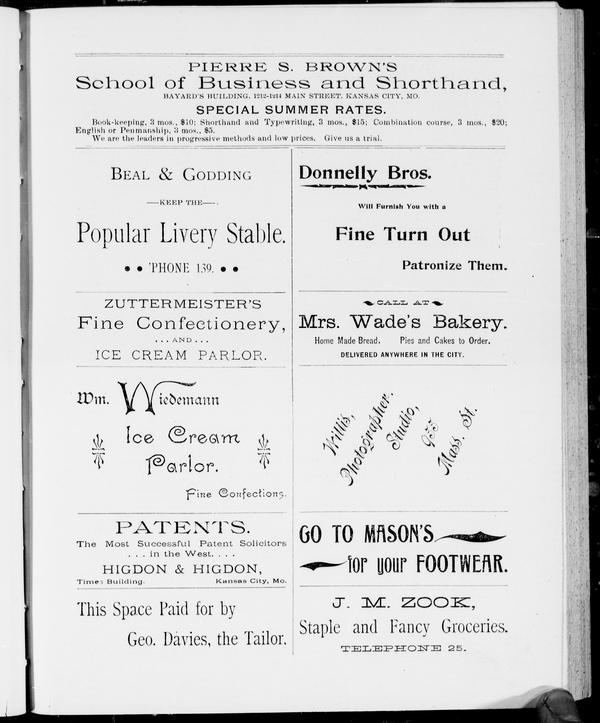 PIERRE S. BROWN'S
School of Business and Shorthand,
BAYARD'S BUILDING, 1212-1214 MAIN STREET, KANSAS CITY, MO.
SPECIAL SUMMER RATES.
Book-keeping, 3 mos., $10; Shorthand and Typewriting, 3 mos., $15; Combination course, 3 mos., $20;
English or Penmanship, 3 mos., $5.
We are the leaders in progressive methods and low prices. Give us a trial.
BEAL & GODDING
—KEEP THE—
Popular Livery Stable.
● ● 'PHONE 139. ● ●
ZUTTERMEISTER'S
Fine Confectionery,
...AND...
ICE CREAM PARLOR.
Wm. Wiedemann
Ice Cream
Parlor.
Fine Confections.
PATENTS.
The Most Successful Patent Solicitors
. . . in the West. . . .
HIGDON & HIGDON,
Times Building. Kansas City, Mo.
This Space Paid for by
Geo. Davies, the Tailor.
Donnelly Bros.
Will Furnish You with a
Fine Turn Out
Patronize Them.
CALL AT
Mrs. Wade's Bakery.
Home Made Bread. Pies and Cakes to Order.
DELIVERED ANYWHERE IN THE CITY.
Willis,
Photographer.
Studio,
935
Mass. St.
GO TO MASON'S
for your FOOTWEAR.
J. M. ZOOK,
Staple and Fancy Groceries.
TELEPHONE 25.